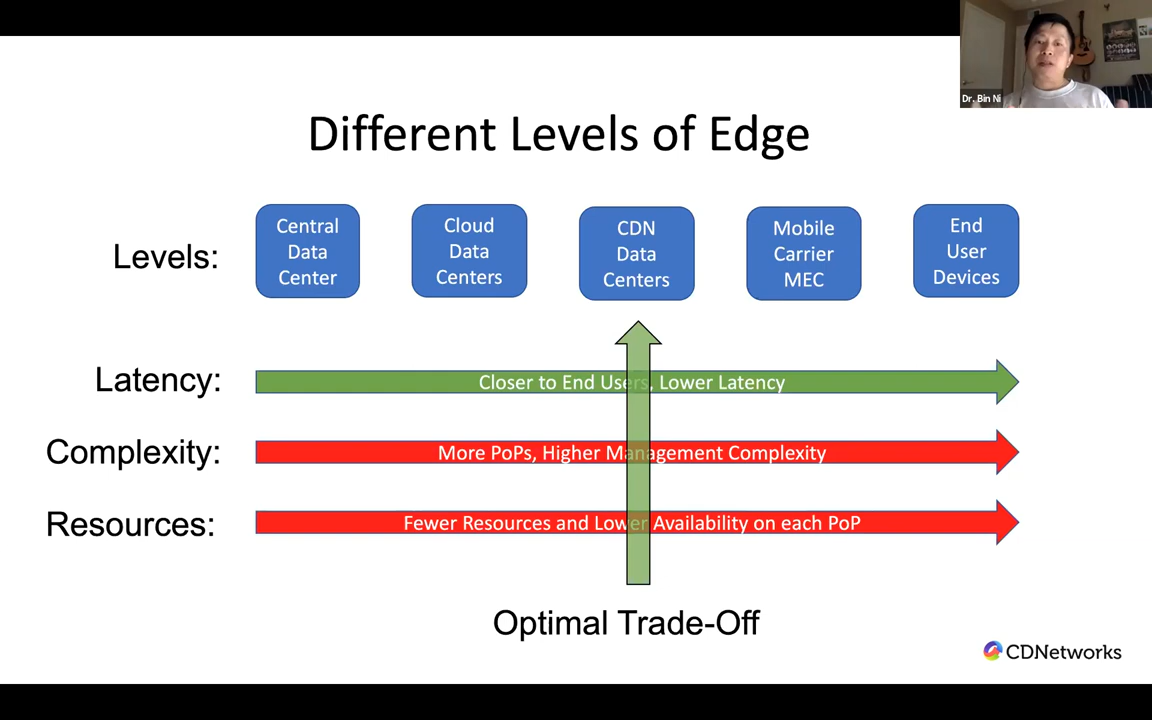 Dr. Bin Ni
Different Levels of Edge
Levels:
Central
Data
Center
Cloud
Data
Centers
CDN
Data
Centers
Mobile
Carrier
MEC
End
User
Devices
Latency:
Closer to End Users, Lower Latency
Complexity:
More PoPs, Higher Management Complexity
Resources:
Fewer Resources and Lower Availability on each PoP
Optimal Trade-Off
CDNetworks